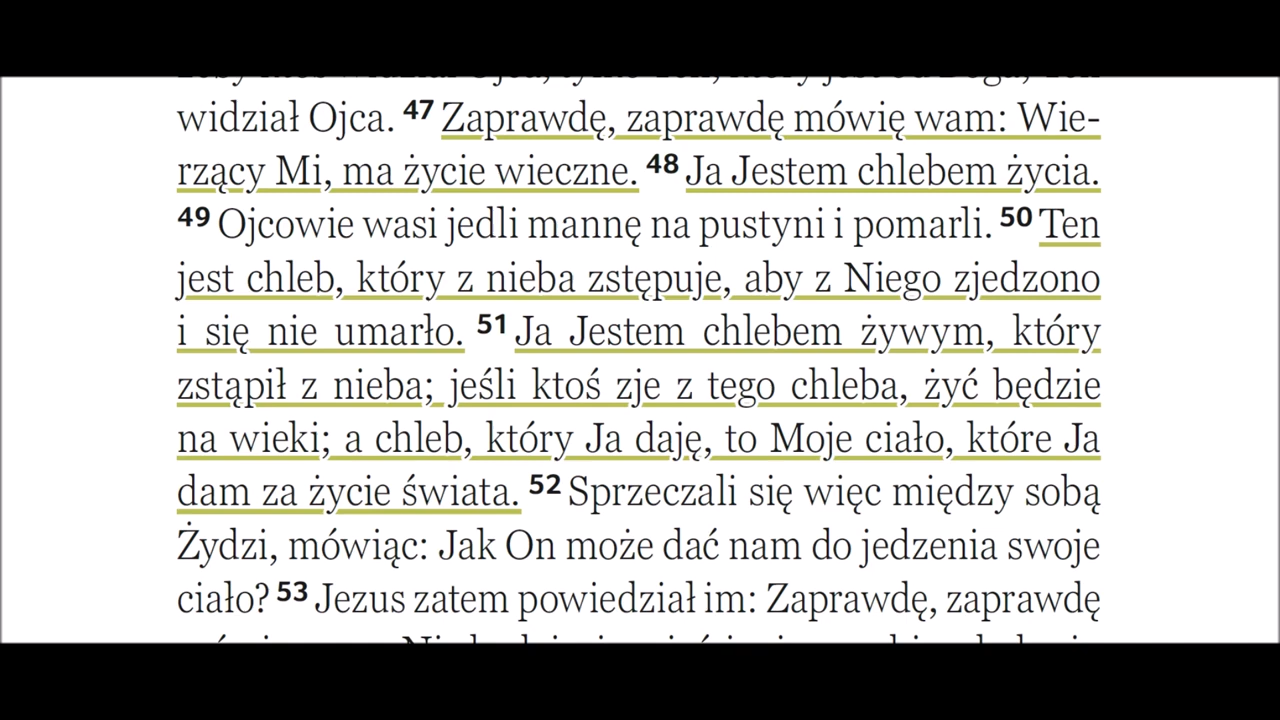 widział Ojca. 47 Zaprawdę, zaprawdę mówię wam: Wie-
rzący Mi, ma życie wieczne. 48 Ja Jestem chlebem życia.
49 Ojcowie wasi jedli mannę na pustyni i pomarli. 50 Ten
jest chleb, który z nieba zstępuje, aby z Niego zjedzono
i się nie umarło. 51 Ja Jestem chlebem żywym, który
zstąpił z nieba; jeśli ktoś zje z tego chleba, żyć będzie
na wieki; a chleb, który Ja daję, to Moje ciało, które Ja
dam za życie świata. 52 Sprzeczali się więc między sobą
Żydzi, mówiąc: Jak On może dać nam do jedzenia swoje
ciało? 53 Jezus zatem powiedział im: Zaprawdę, zaprawdę